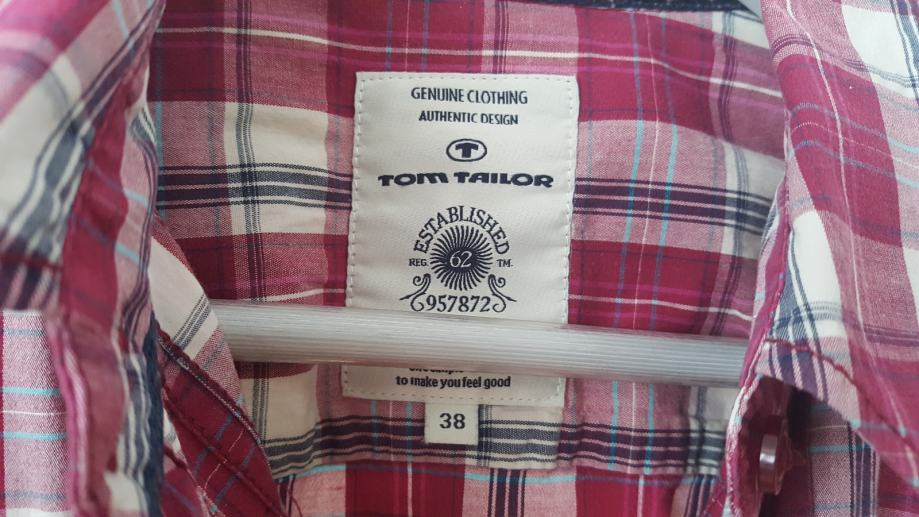 GENUINE CLOTHING
AUTHENTIC DESIGN
T
TOM TAILOR
ESTABLISHED
REG. 62 TM.
957872
to make you feel good
38